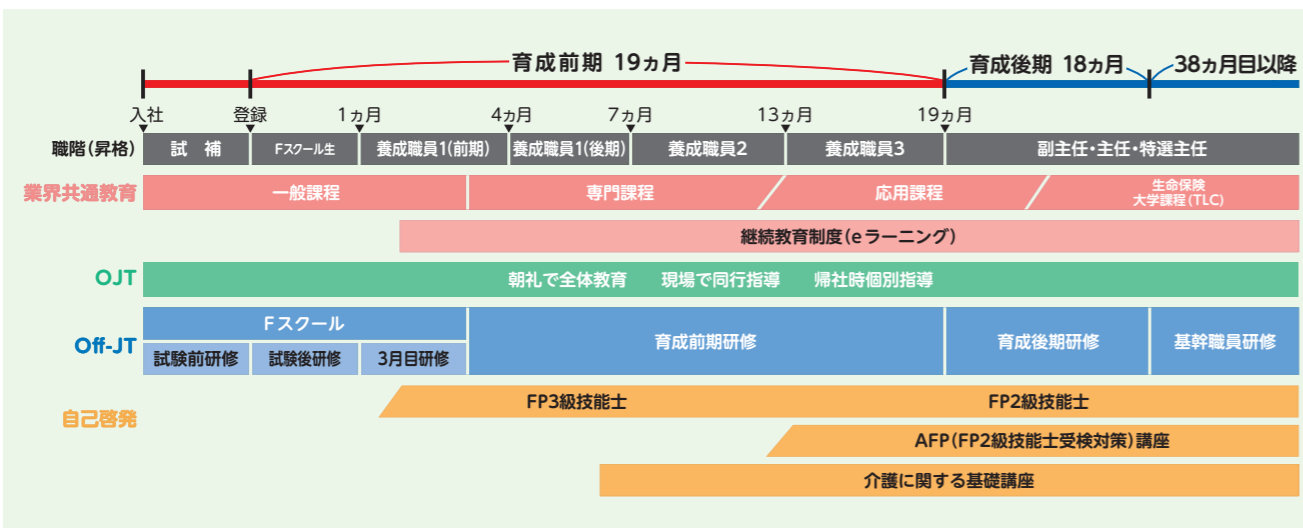 育成前期 19ヵ月
育成後期 18ヵ月
38ヵ月目以降
入社 登録 1ヵ月 4ヵ月 7ヵ月 13ヵ月 19ヵ月
職階(昇格) 試 補 Fスクール生 養成職員1(前期) 養成職員1(後期) 養成職員2 養成職員3 副主任・主任・特選主任
業界共通教育 一般課程 専門課程 応用課程 生命保険
大学課程(TLC)
継続教育制度(eラーニング)
OJT 朝礼で全体教育 現場で同行指導 帰社時個別指導
Off-JT
Fスクール
試験前研修 試験後研修 3月目研修
育成前期研修 育成後期研修 基幹職員研修
自己啓発
FP3級技能士 FP2級技能士
AFP(FP2級技能士受検対策)講座
介護に関する基礎講座